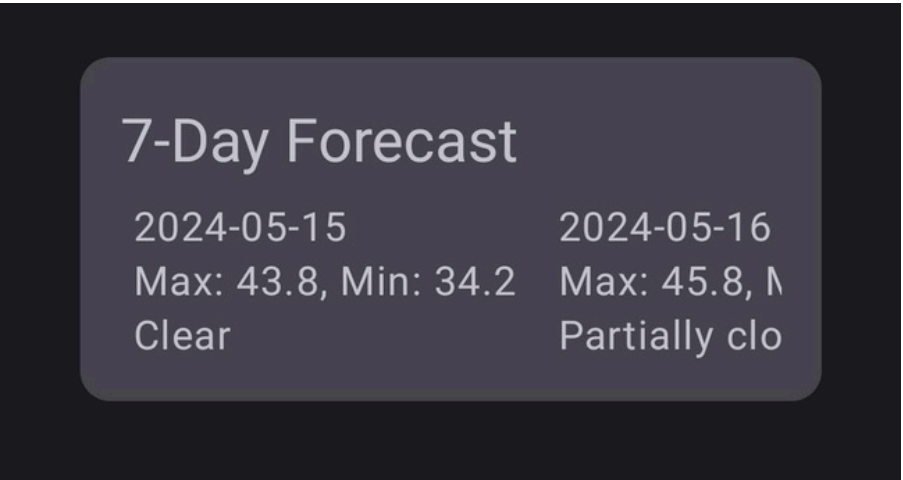 7-Day Forecast
2024-05-15
Max: 43.8, Min: 34.2
Clear
2024-05-16
Max: 45.8,
Partially clo